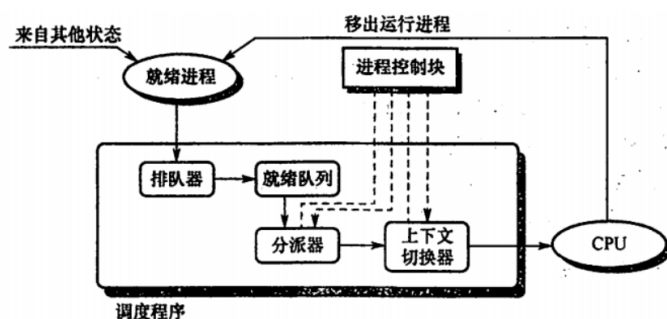 移出运行进程
来自其他状态
就绪进程
进程控制块
排队器
就绪队列
分派器
上下文
切换器
CPU
调度程序